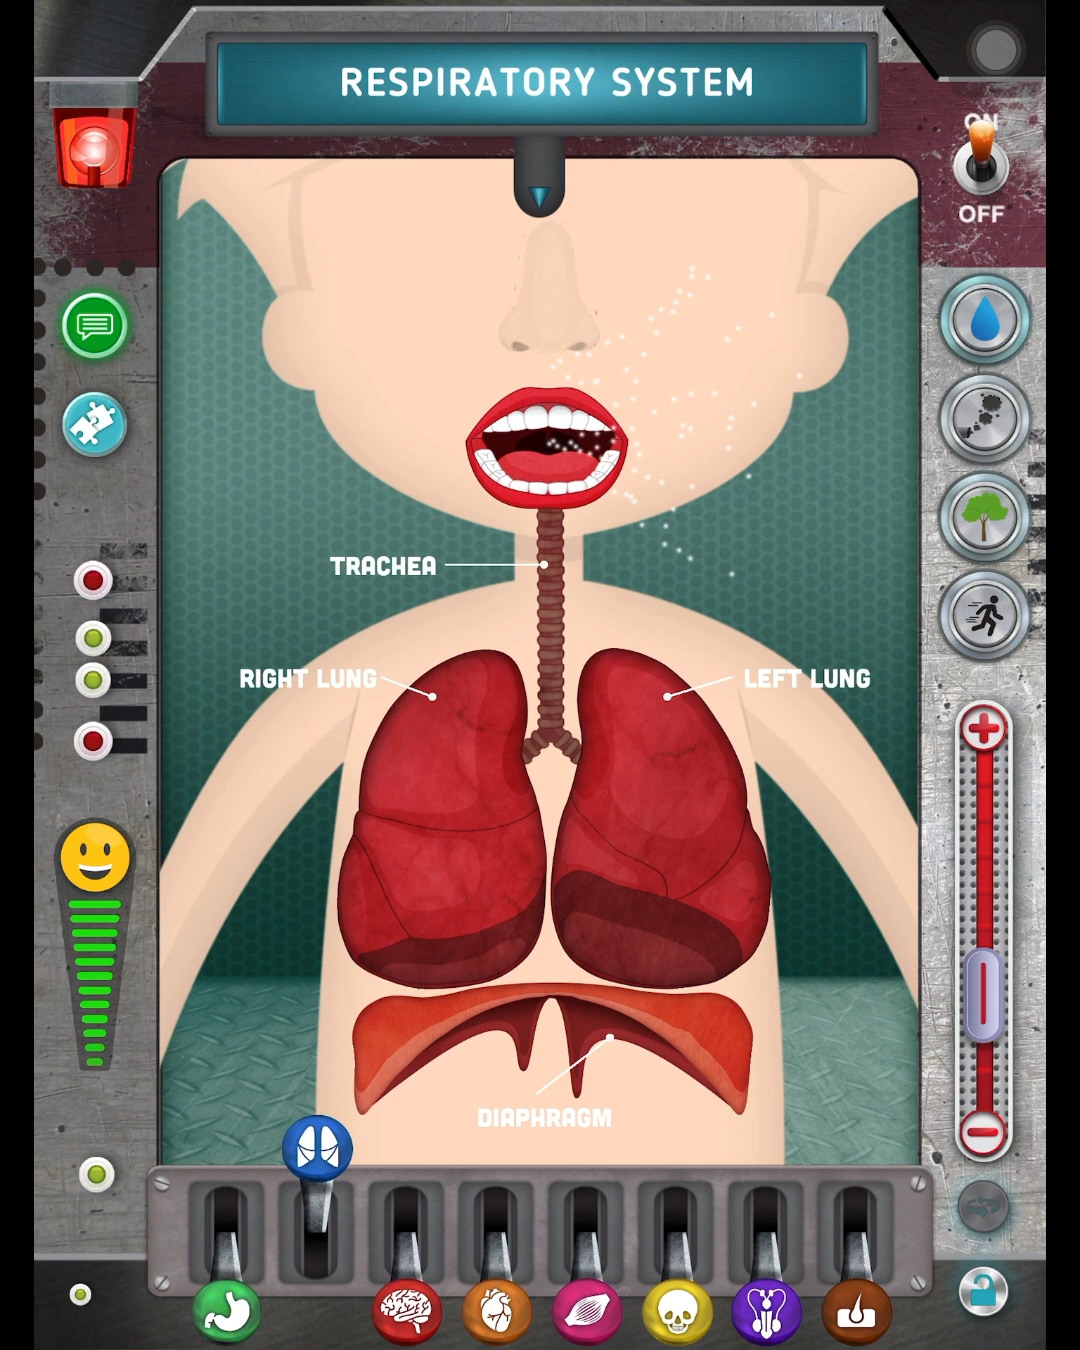 RESPIRATORY SYSTEM
ON
OFF
TRACHEA
RIGHT LUNG
LEFT LUNG
DIAPHRAGM